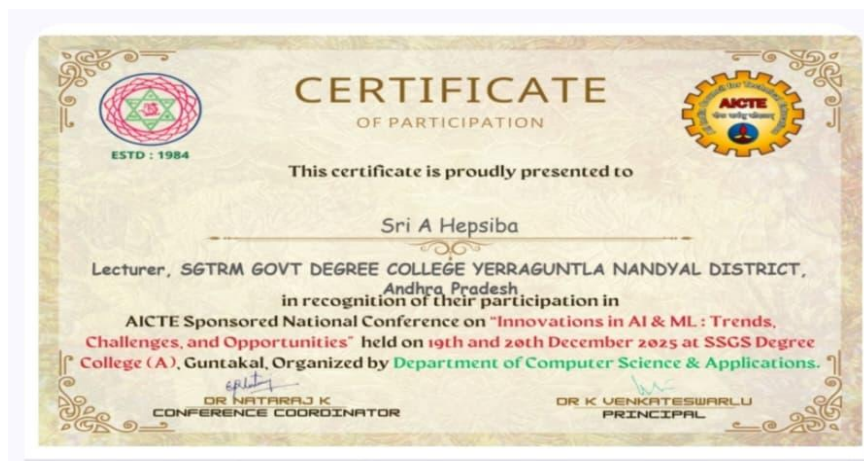 CERTIFICATE
OF PARTICIPATION
AICTE
ESTD : 1984
This certificate is proudly presented to
Sri A Hepsiba
Lecturer, SGTRM GOVT DEGREE COLLEGE YERRAGUNTLA NANDYAL DISTRICT,
Andhra Pradesh
in recognition of their participation in
AICTE Sponsored National Conference on "Innovations in AI & ML : Trends,
Challenges, and Opportunities" held on 19th and 20th December 2025 at SSGS Degree
College (A), Guntakal, Organized by Department of Computer Science & Applications.
DR NATARAJ K
CONFERENCE COORDINATOR
DR K VENKATESWARLU
PRINCIPAL